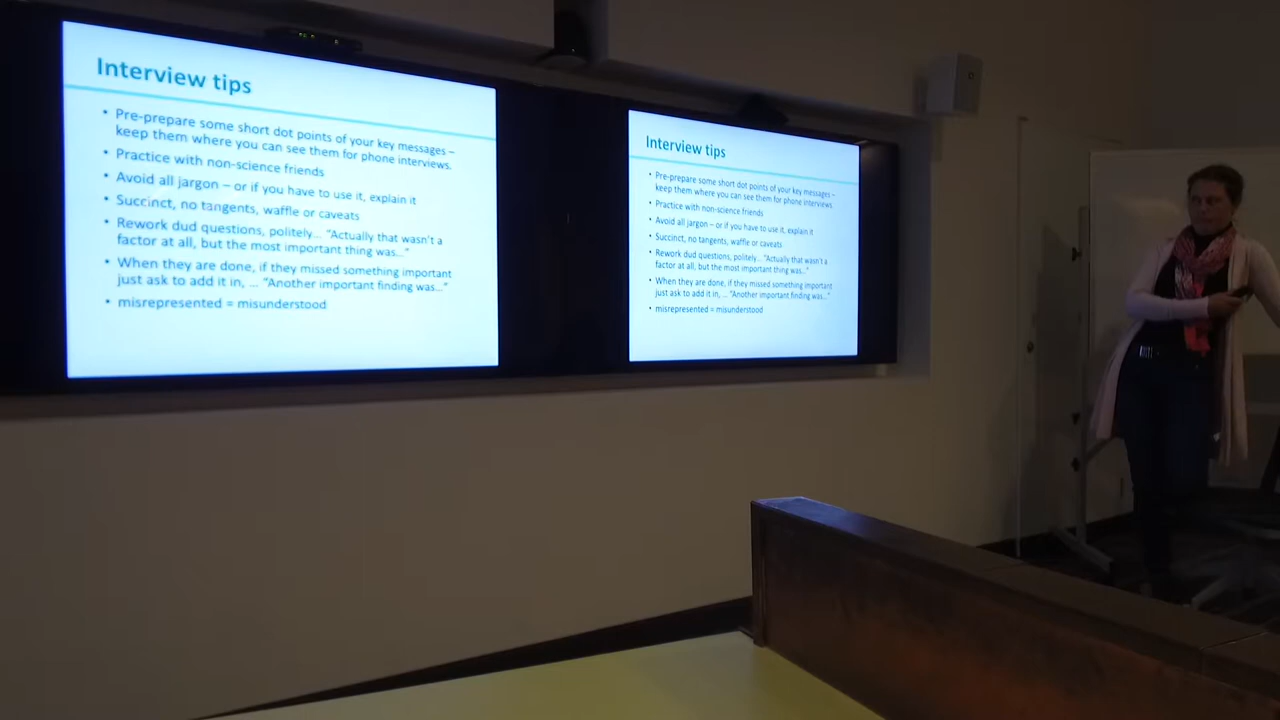 Interview tips
• Pre-prepare some short dot points of your key messages –
keep them where you can see them for phone interviews.
• Practice with non-science friends
• Avoid all jargon – or if you have to use it, explain it
• Succinct, no tangents, waffle or caveats
• Rework dud questions, politely... "Actually that wasn't a
factor at all, but the most important thing was..."
• When they are done, if they missed something important
just ask to add it in, ... "Another important finding was..."
• misrepresented = misunderstood
Interview tips
• Pre-prepare some short dot points of your key messages –
keep them where you can see them for phone interviews.
• Practice with non-science friends
• Avoid all jargon – or if you have to use it, explain it
• Succinct, no tangents, waffle or caveats
• Rework dud questions, politely... "Actually that wasn't a
factor at all, but the most important thing was..."
• When they are done, if they missed something important
just ask to add it in, ... "Another important finding was..."
• misrepresented = misunderstood